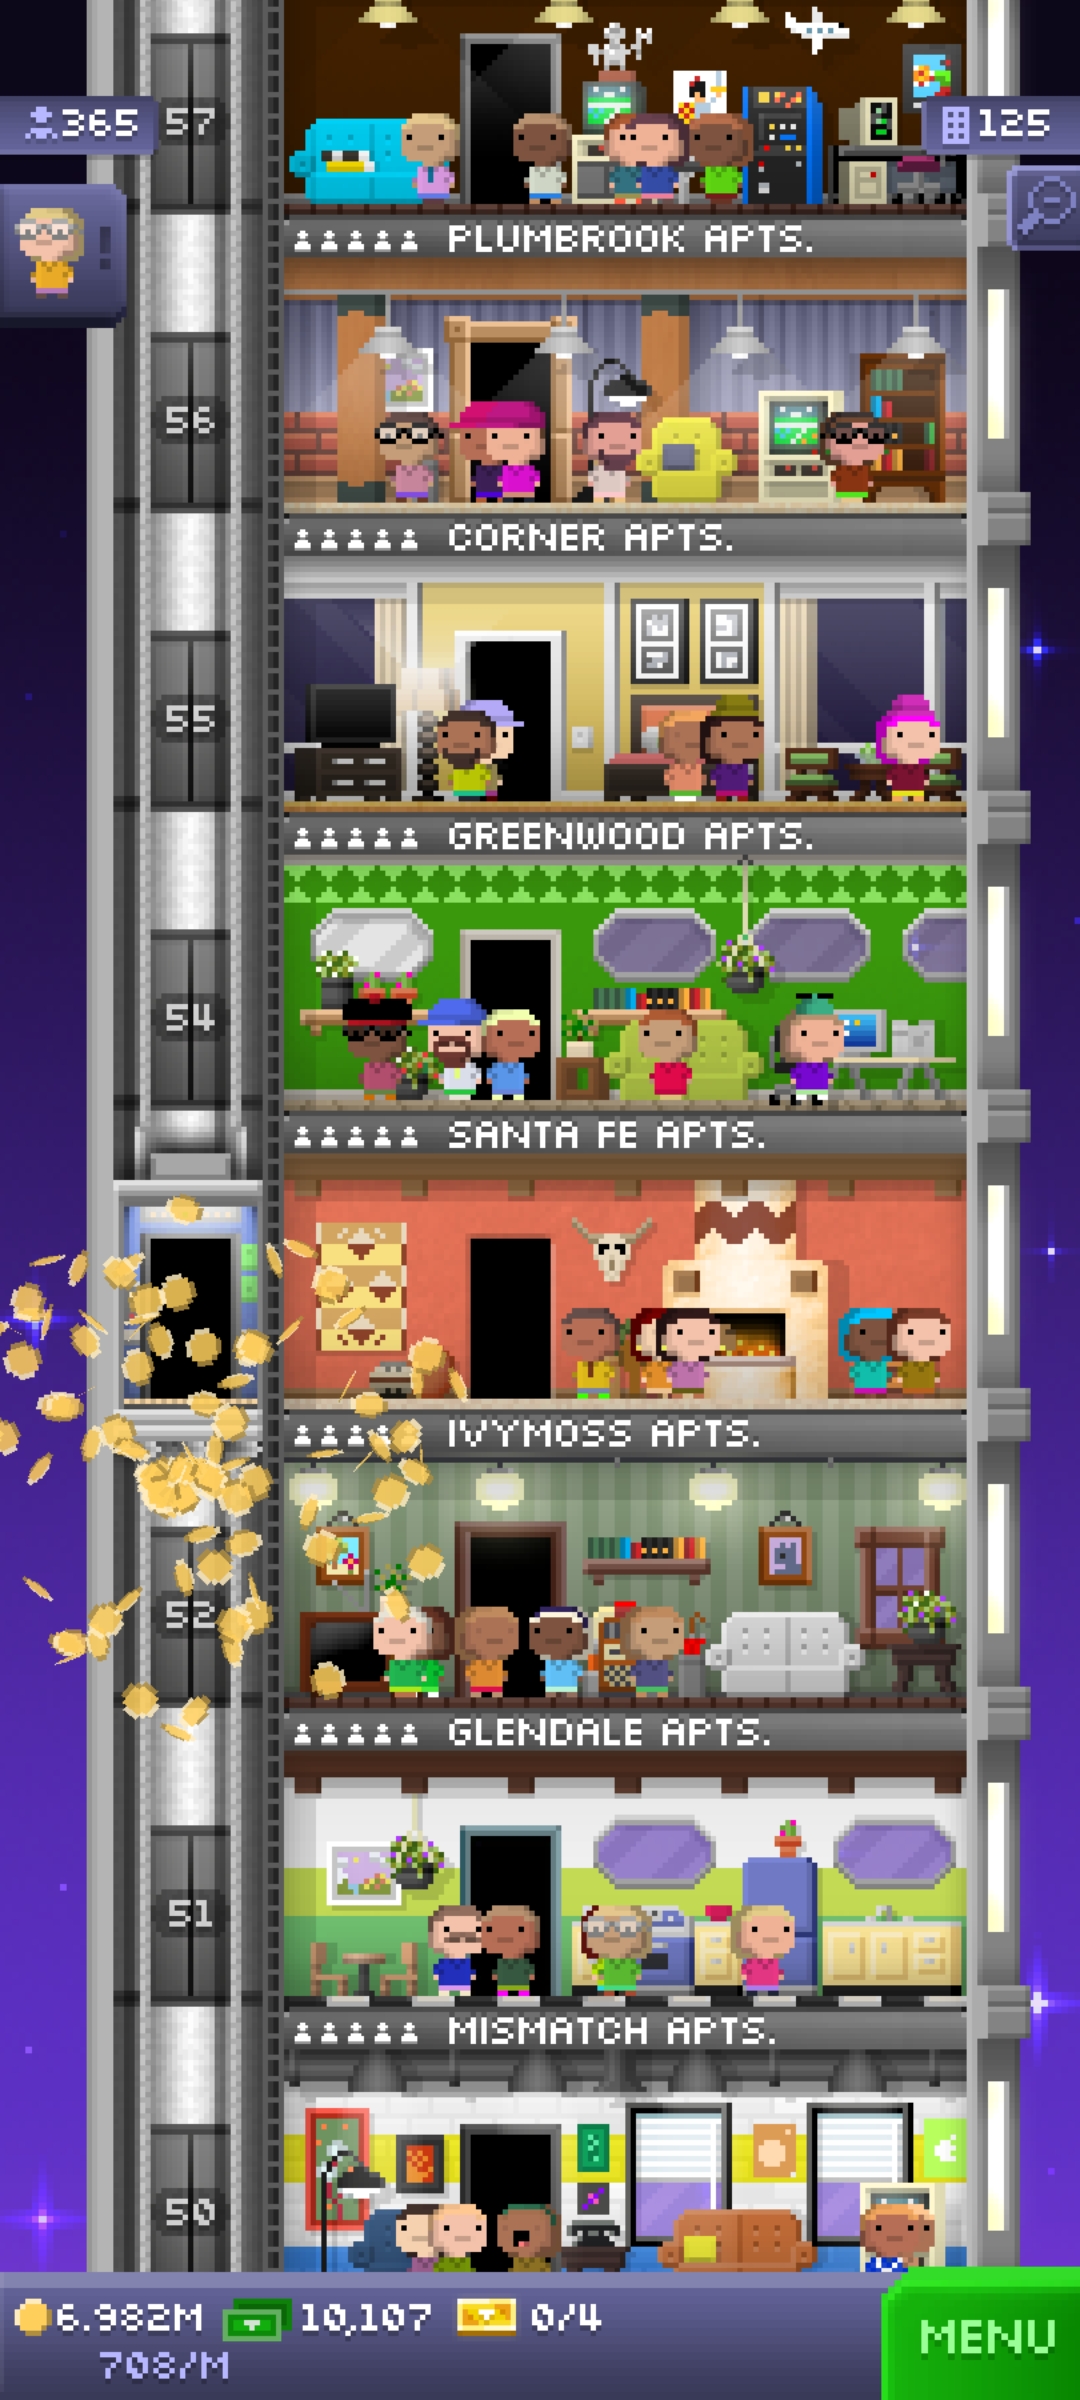 57
365
125
PLUMBROOK APTS.
56
CORNER APTS.
55
GREENWOOD APTS.
54
SANTA FE APTS.
IVYMOSS APTS.
52
GLENDALE APTS.
51
MISMATCH APTS.
50
6.982M 10,107 0/4
708/M
MENU